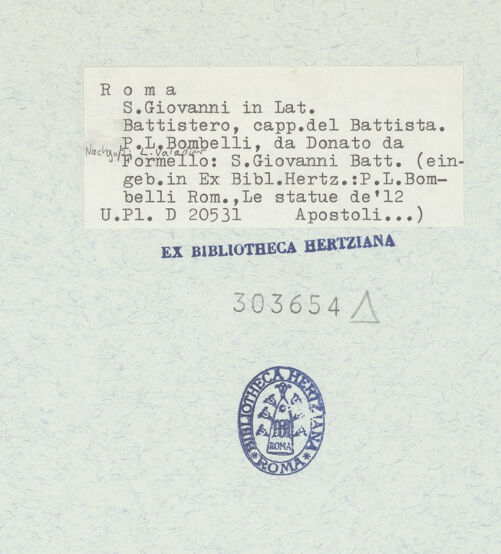 R o m a
S.Giovanni in Lat.
Battistero, capp.del Battista.
P.L.Bombelli, da Donato da
Nachguß L. Valadier
Formello: S.Giovanni Batt. (ein-
geb.in Ex Bibl.Hertz.:P.L.Bom-
belli Rom.,Le statue de'12
U.Pl. D 20531 Apostoli...)
EX BIBLIOTHECA HERTZIANA
303654
BIBLIOTHECA HERTZIANA
ROMA
* ROMA *